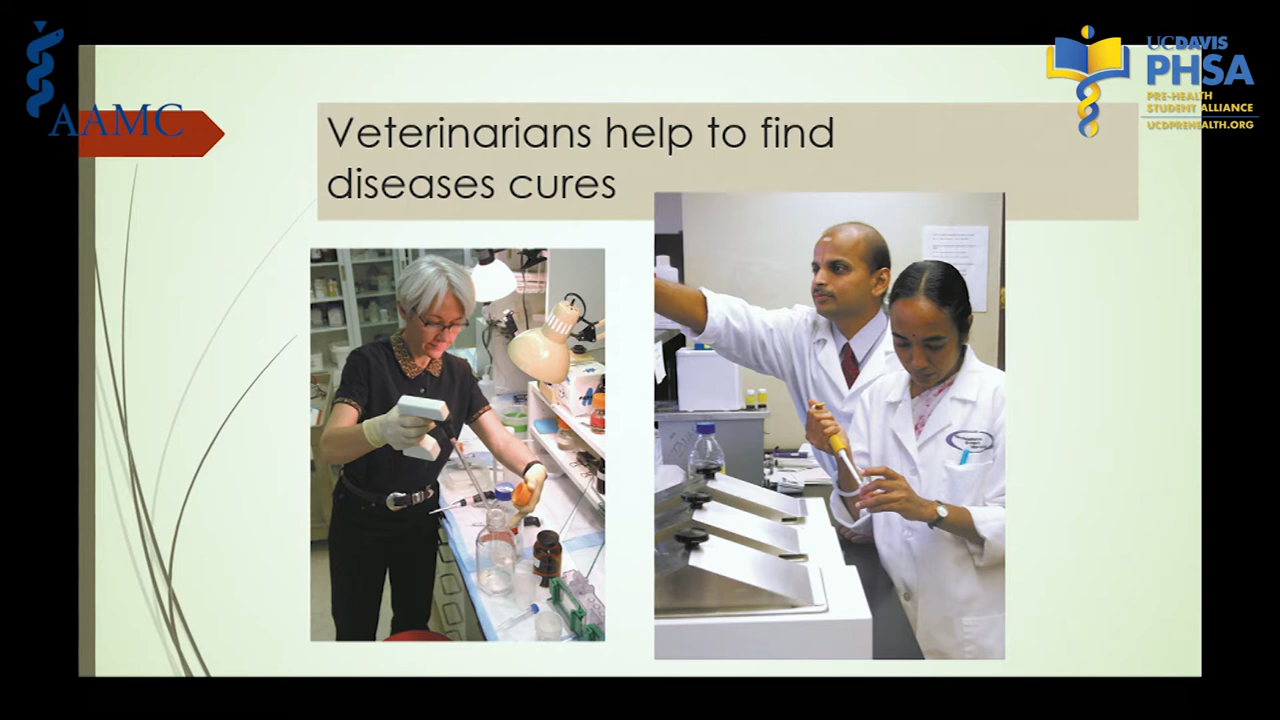 AAMC
UCDAVIS
PHSA
PRE-HEALTH
STUDENT ALLIANCE
UCDPREHEALTH.ORG
Veterinarians help to find
diseases cures